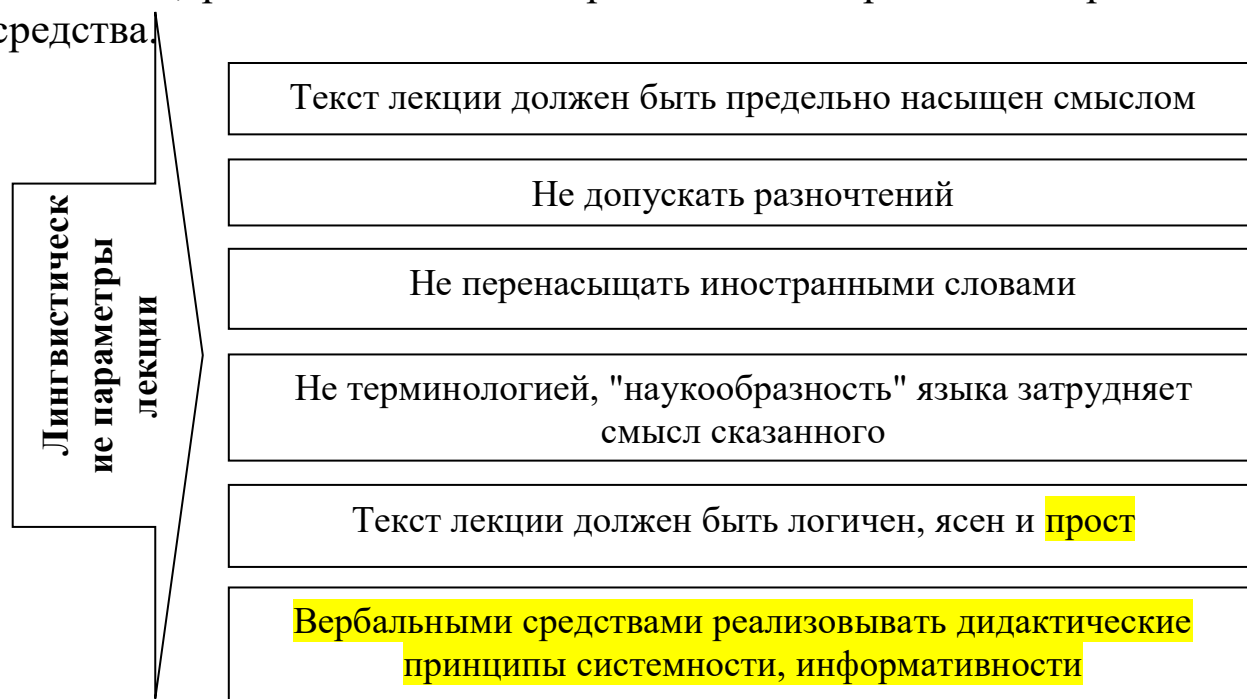 средства.
Лингвистическ
ие параметры
лекции
Текст лекции должен быть предельно насыщен смыслом
Не допускать разночтений
Не перенасыщать иностранными словами
Не терминологией, "наукообразность" языка затрудняет
смысл сказанного
Текст лекции должен быть логичен, ясен и прост
Вербальными средствами реализовывать дидактические
принципы системности, информативности